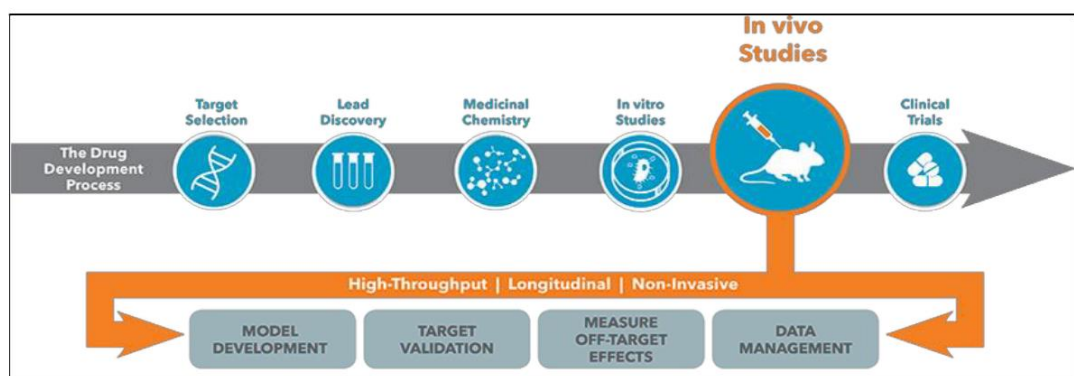 In vivo
Studies
Target
Selection
Lead
Discovery
Medicinal
Chemistry
In vitro
Studies
Clinical
Trials
The Drug
Development
Process
High-Throughput | Longitudinal | Non-Invasive
MODEL
DEVELOPMENT
TARGET
VALIDATION
MEASURE
OFF-TARGET
EFFECTS
DATA
MANAGEMENT